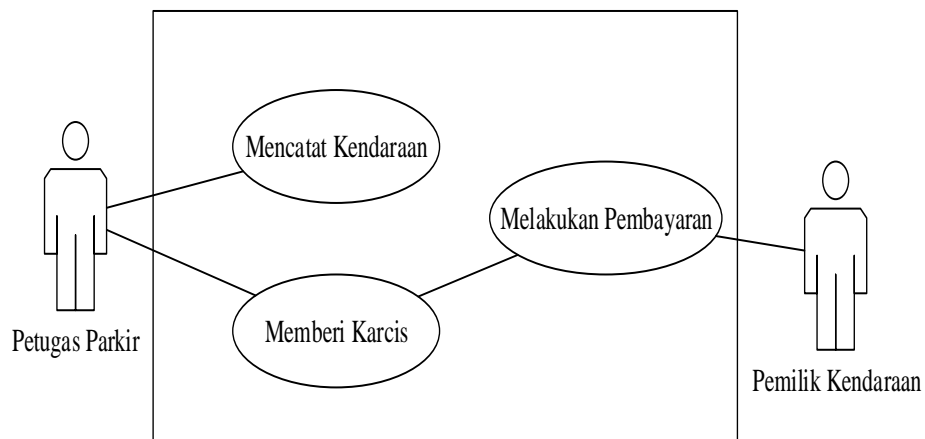 Mencatat Kendaraan
Melakukan Pembayaran
Memberi Karcis
Petugas Parkir
Pemilik Kendaraan